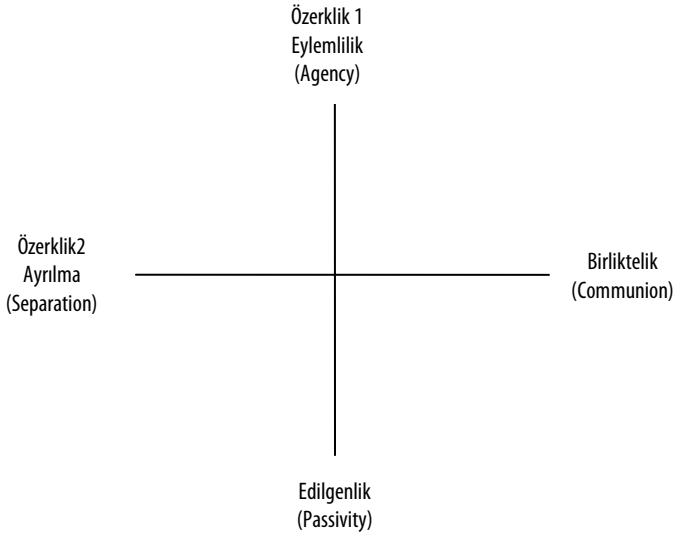 Özerklik 1
Eylemlilik
(Agency)
Özerklik2
Ayrılma
(Separation)
Birliktelik
(Communion)
Edilgenlik
(Passivity)